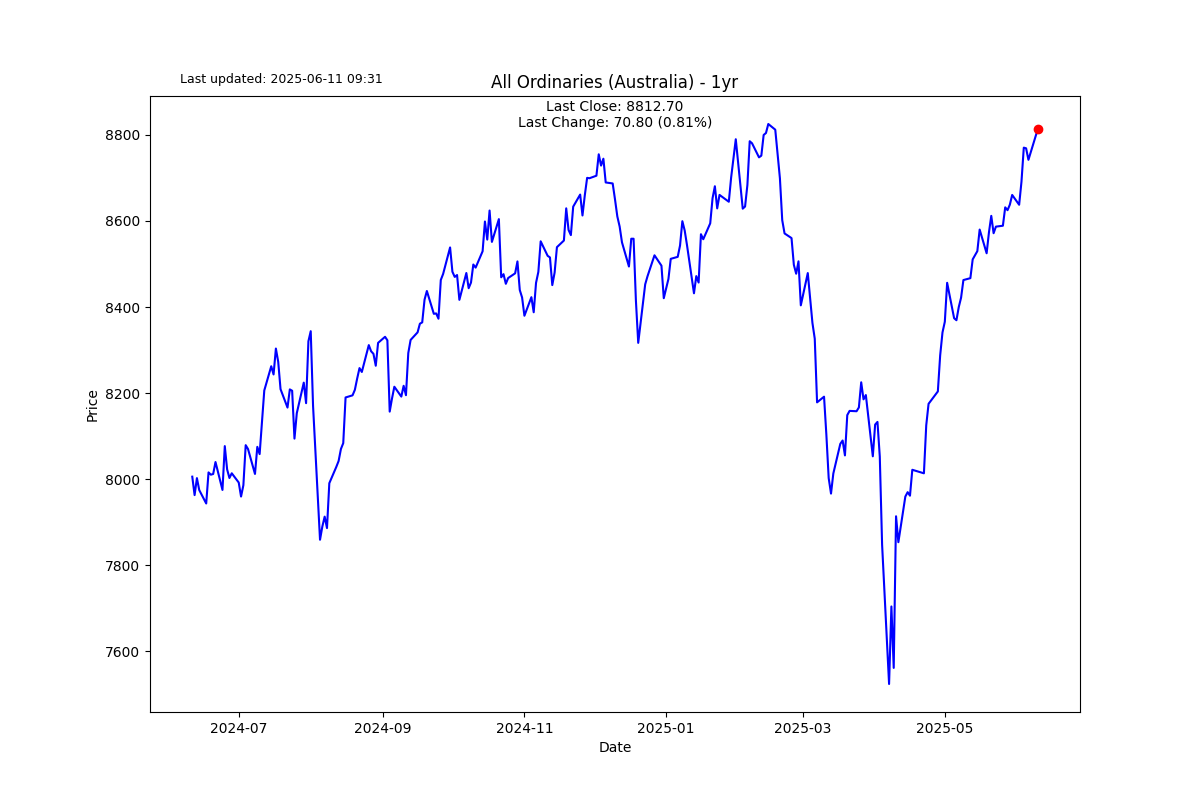 Last updated: 2025-06-11 09:31
All Ordinaries (Australia) - 1yr
Last Close: 8812.70
Last Change: 70.80 (0.81%)
8800
8600
8400
8200
8000
7800
7600
Price
2024-07
2024-09
2024-11
2025-01
2025-03
2025-05
Date